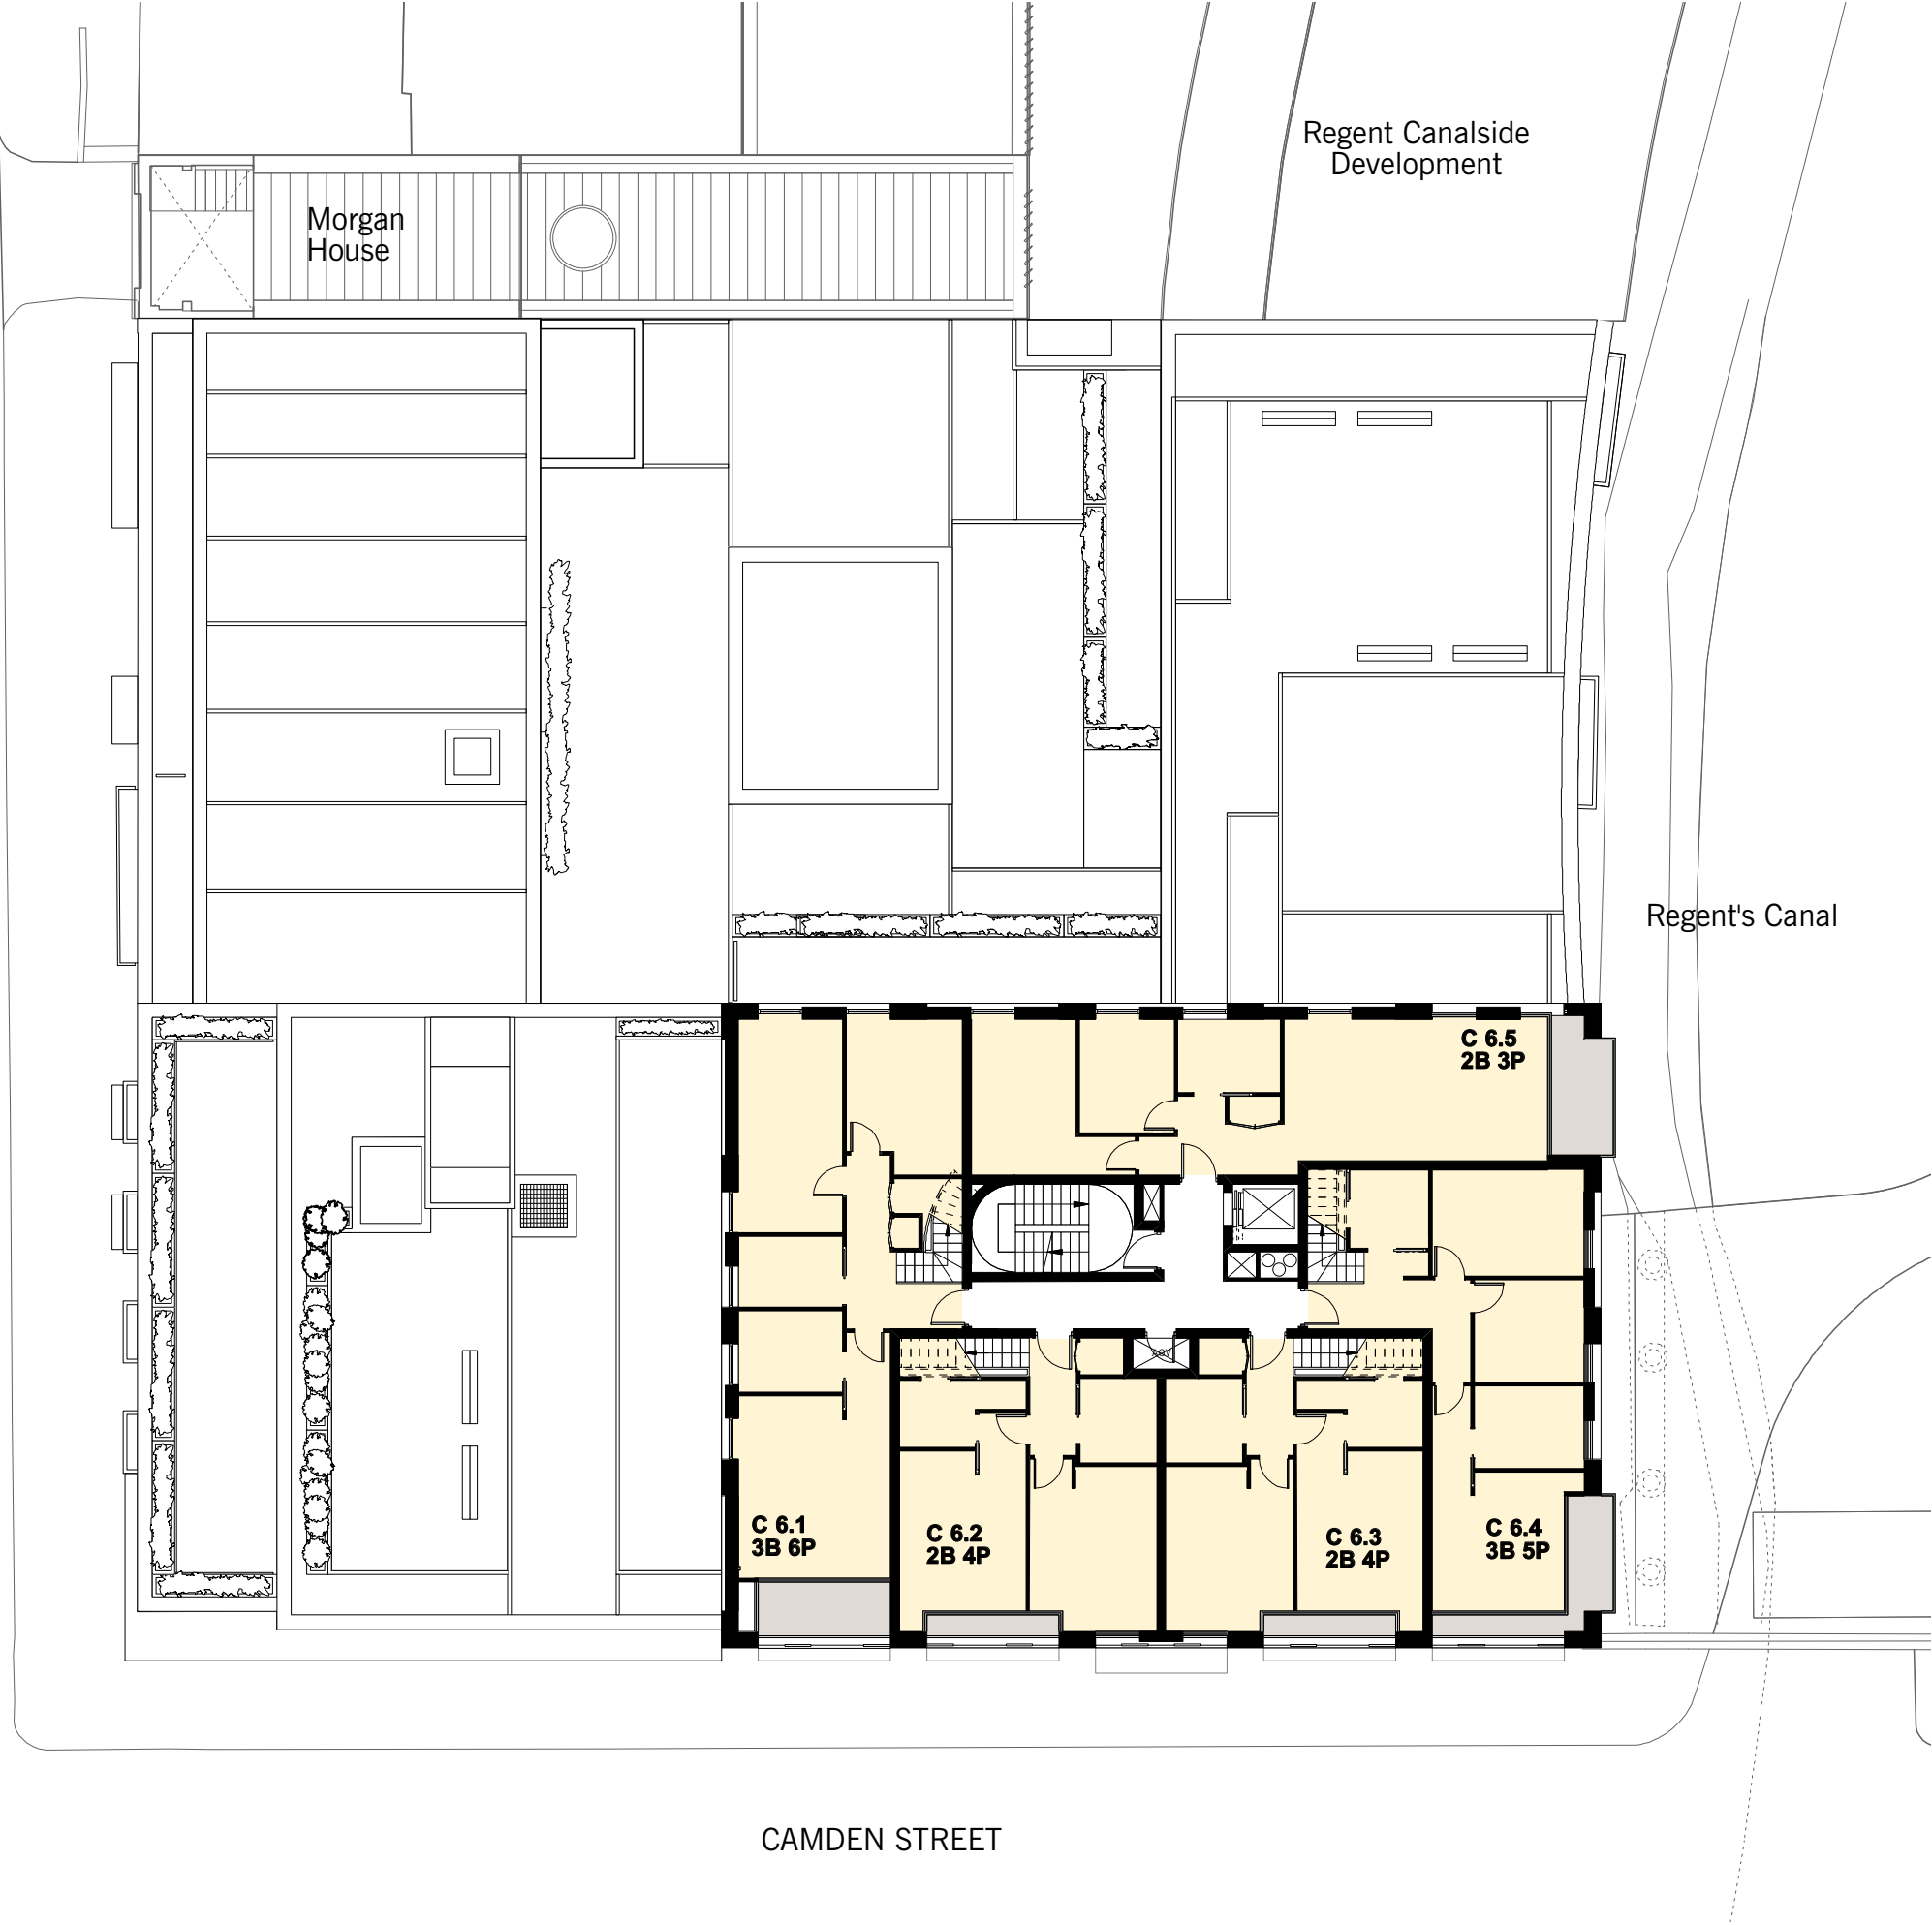 Regent Canalside
Development
Morgan
House
Regent's Canal
C 6.5
2B 3P
C 6.1
3B 6P
C 6.2
2B 4P
C 6.3
2B 4P
C 6.4
3B 5P
CAMDEN STREET